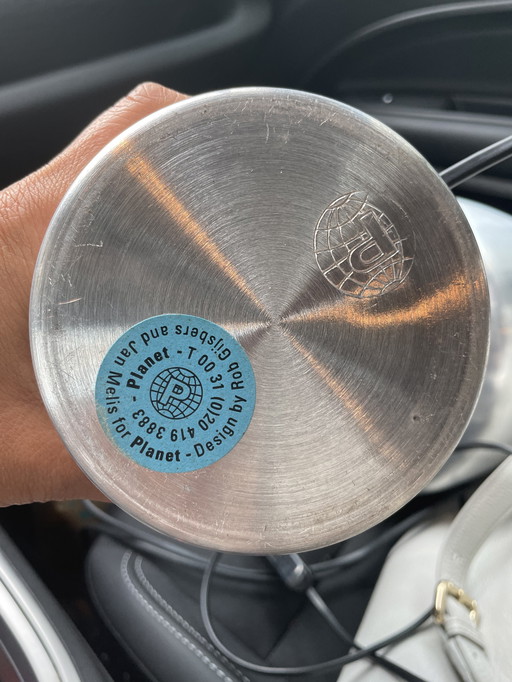 Planet - T 00 31 (0)20 419 3883 -
Design by Rob Gijsbers and Jan Melis for Planet -
P